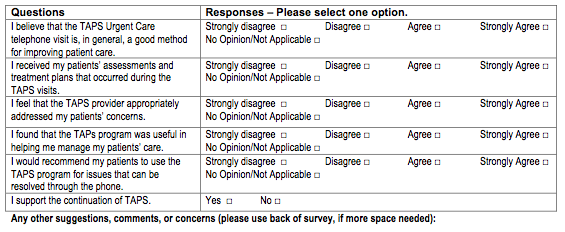 Questions Responses – Please select one option.
I believe that the TAPS Urgent Care
telephone visit is, in general, a good method
for improving patient care.
Strongly disagree □ Disagree □ Agree □ Strongly Agree □
No Opinion/Not Applicable □
I received my patients' assessments and
treatment plans that occurred during the
TAPS visits.
Strongly disagree □ Disagree □ Agree □ Strongly Agree □
No Opinion/Not Applicable □
I feel that the TAPS provider appropriately
addressed my patients' concerns.
Strongly disagree □ Disagree □ Agree □ Strongly Agree □
No Opinion/Not Applicable □
I found that the TAPs program was useful in
helping me manage my patients' care.
Strongly disagree □ Disagree □ Agree □ Strongly Agree □
No Opinion/Not Applicable □
I would recommend my patients to use the
TAPS program for issues that can be
resolved through the phone.
Strongly disagree □ Disagree □ Agree □ Strongly Agree □
No Opinion/Not Applicable □
I support the continuation of TAPS.
Yes □ No □
Any other suggestions, comments, or concerns (please use back of survey, if more space needed):